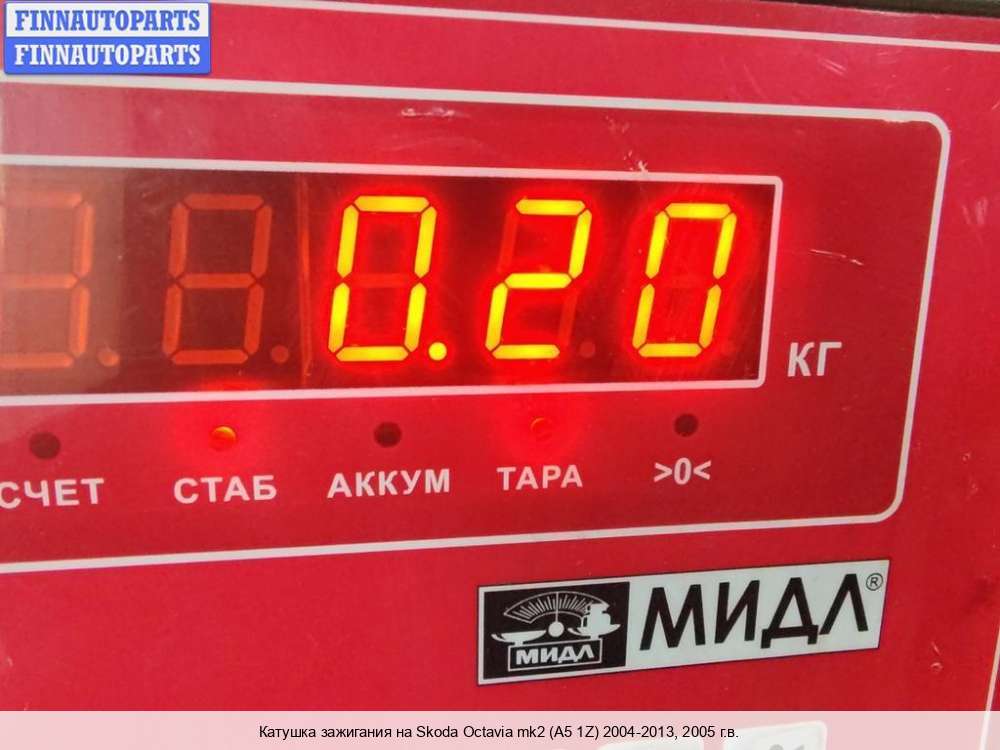 FINNAUTOPARTS
FINNAUTOPARTS
0.20
КГ
СЧЕТ СТАБ АККУМ ТАРА >0<
МИДЛ МИДЛ®
Катушка зажигания на Skoda Octavia mk2 (A5 1Z) 2004-2013, 2005 г.в.